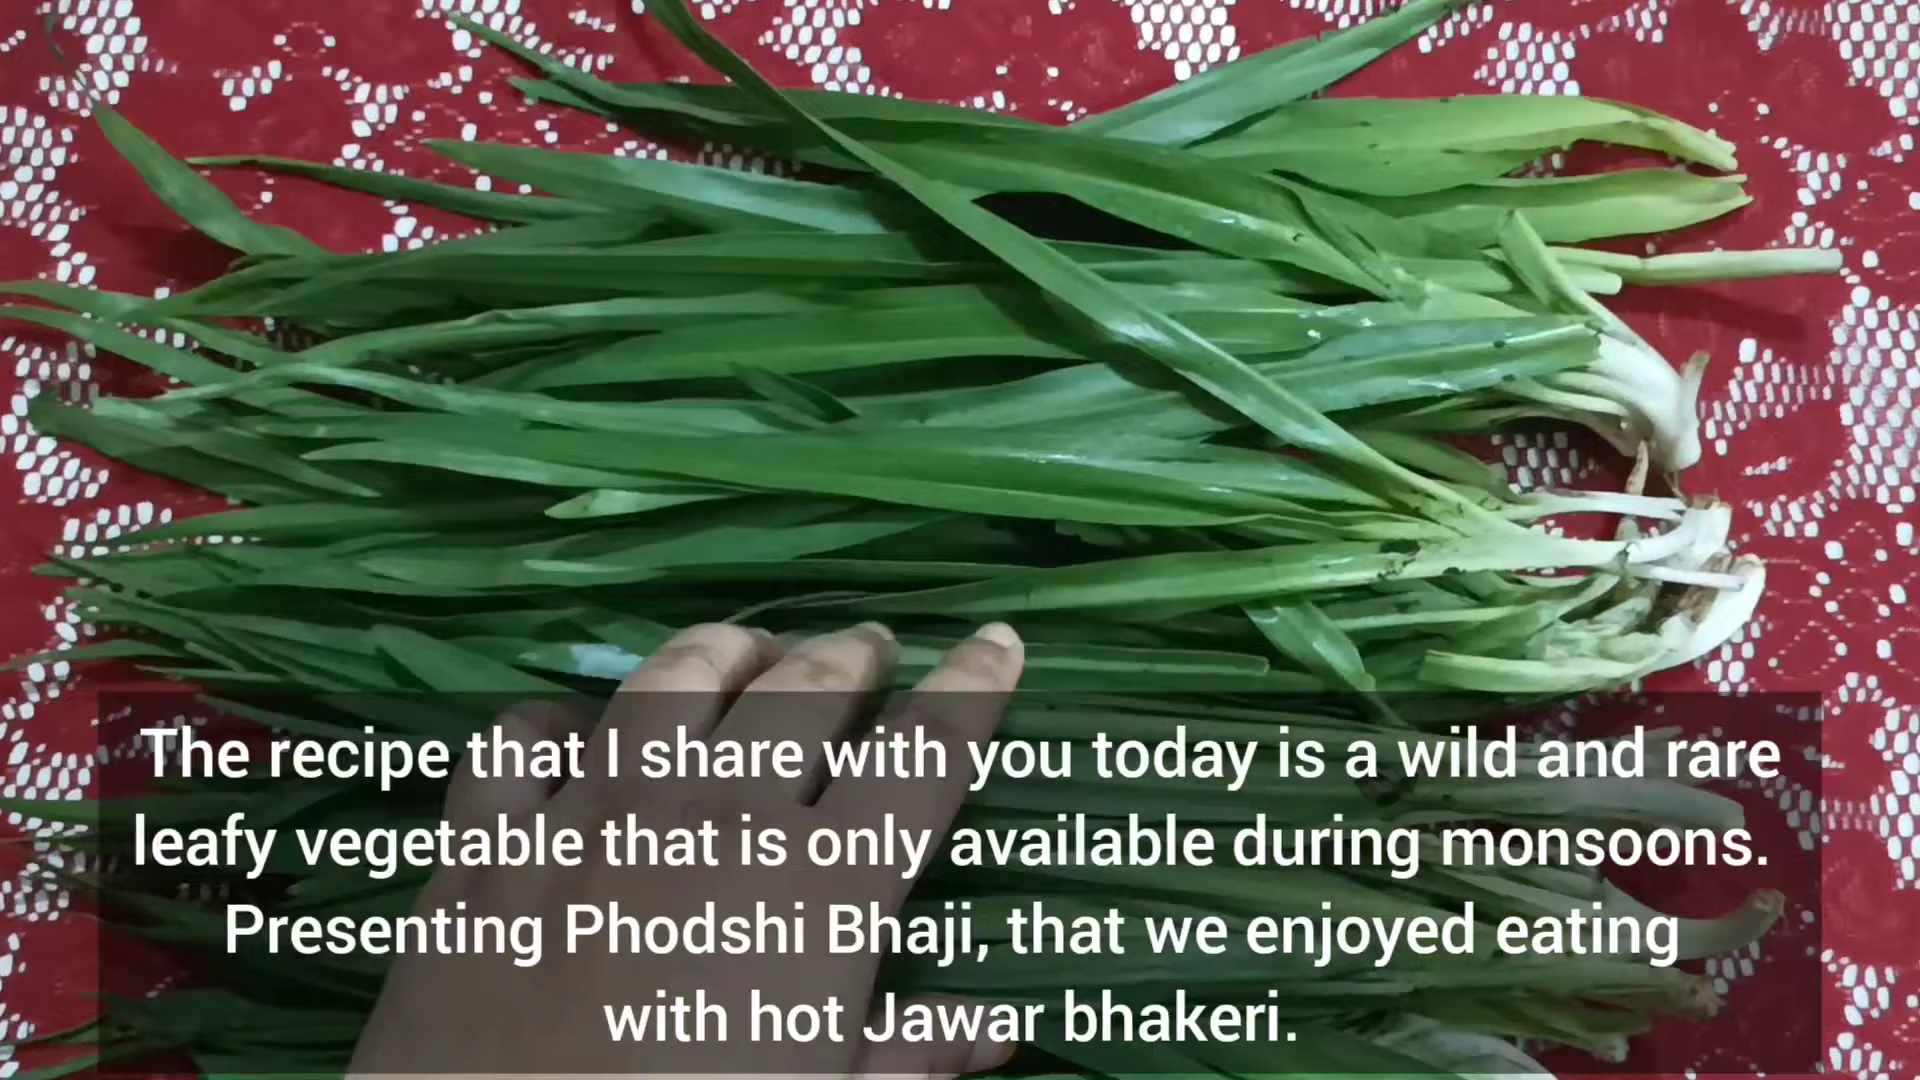 The recipe that I share with you today is a wild and rare
leafy vegetable that is only available during monsoons.
Presenting Phodshi Bhaji, that we enjoyed eating
with hot Jawar bhakeri.